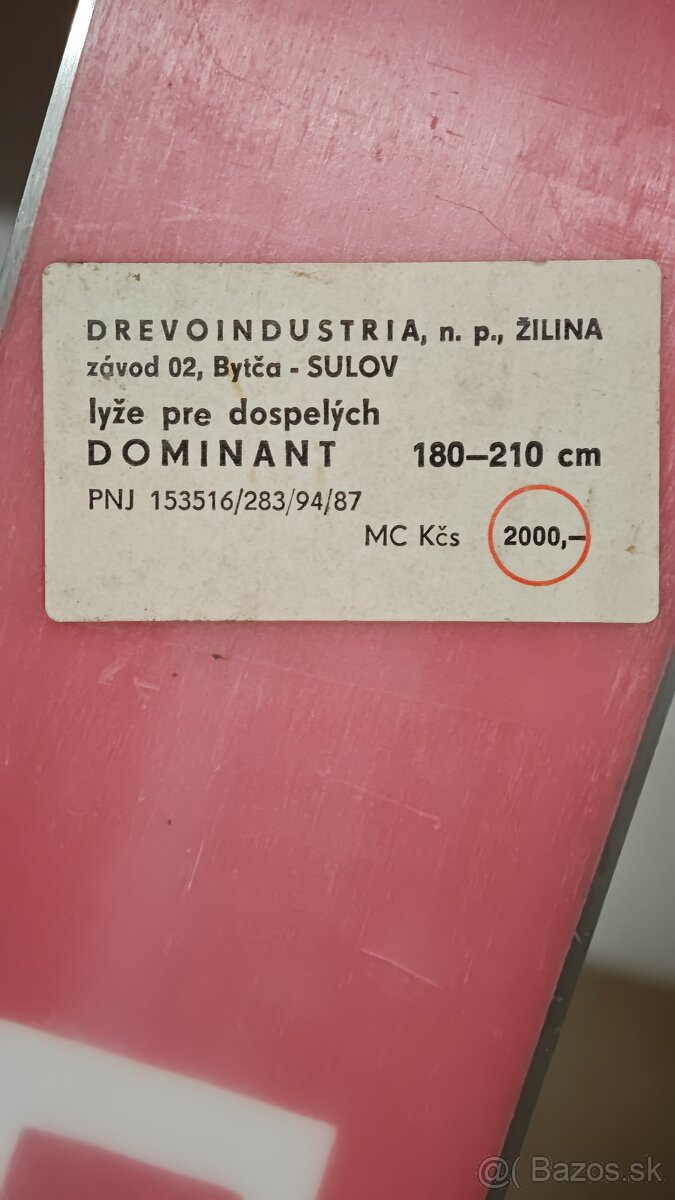 DREVOINDUSTRIA, n. p., ŽILINA
závod 02, Bytča - SULOV
lyže pre dospelých
DOMINANT 180—210 cm
PNJ 153516/283/94/87
MC Kčs 2000,—
@( Bazos.sk